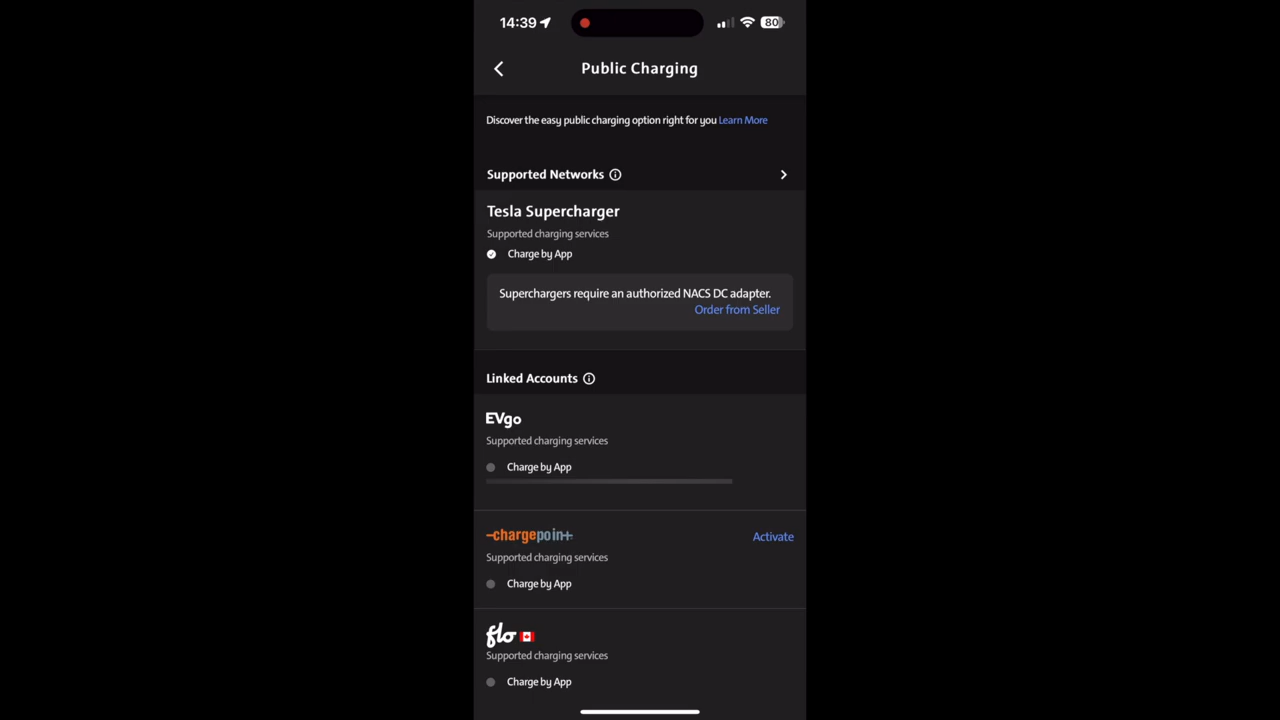 14:39
80
Public Charging
Discover the easy public charging option right for you Learn More
Supported Networks
Tesla Supercharger
Supported charging services
Charge by App
Superchargers require an authorized NACS DC adapter.
Order from Seller
Linked Accounts
EVgo
Supported charging services
Charge by App
-chargepoin+
Activate
Supported charging services
Charge by App
flo
Supported charging services
Charge by App